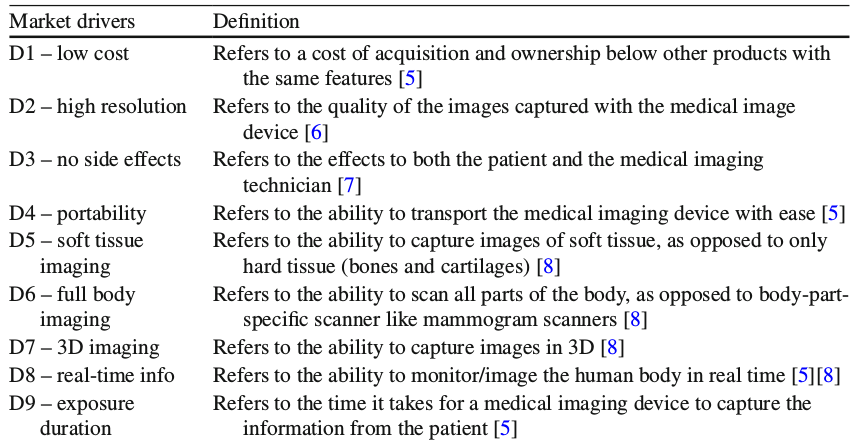 Market drivers Definition
D1 – low cost Refers to a cost of acquisition and ownership below other products with
the same features [5]
D2 – high resolution Refers to the quality of the images captured with the medical image
device [6]
D3 – no side effects Refers to the effects to both the patient and the medical imaging
technician [7]
D4 – portability Refers to the ability to transport the medical imaging device with ease [5]
D5 – soft tissue Refers to the ability to capture images of soft tissue, as opposed to only
imaging hard tissue (bones and cartilages) [8]
D6 – full body Refers to the ability to scan all parts of the body, as opposed to body-part-
imaging specific scanner like mammogram scanners [8]
D7 – 3D imaging Refers to the ability to capture images in 3D [8]
D8 – real-time info Refers to the ability to monitor/image the human body in real time [5][8]
D9 – exposure Refers to the time it takes for a medical imaging device to capture the
duration information from the patient [5]